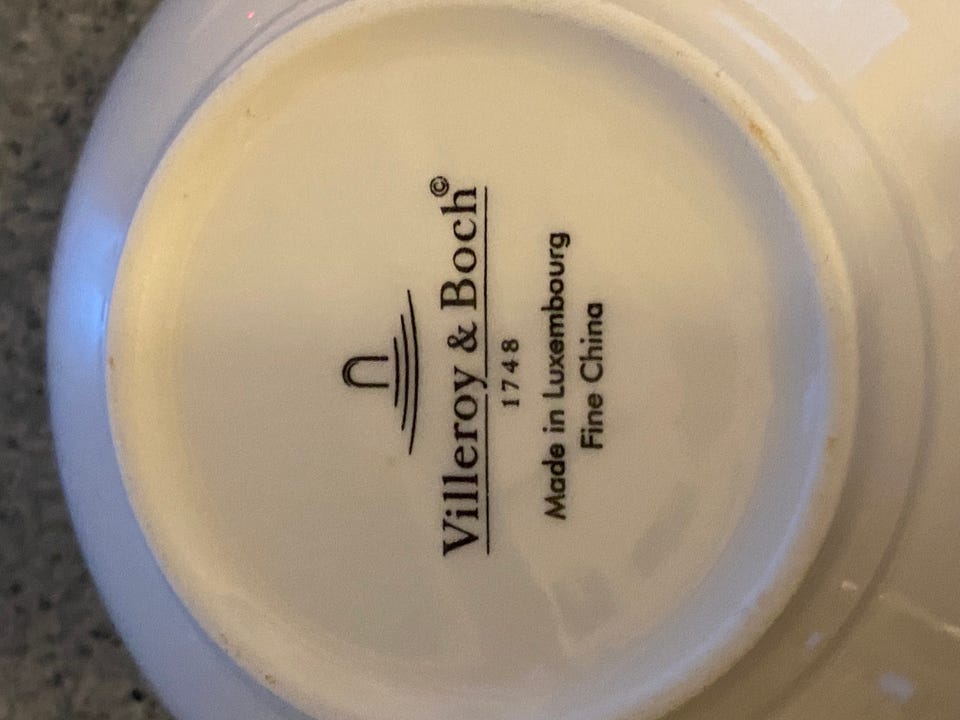 Villeroy & Boch©
1748
Made in Luxembourg
Fine China